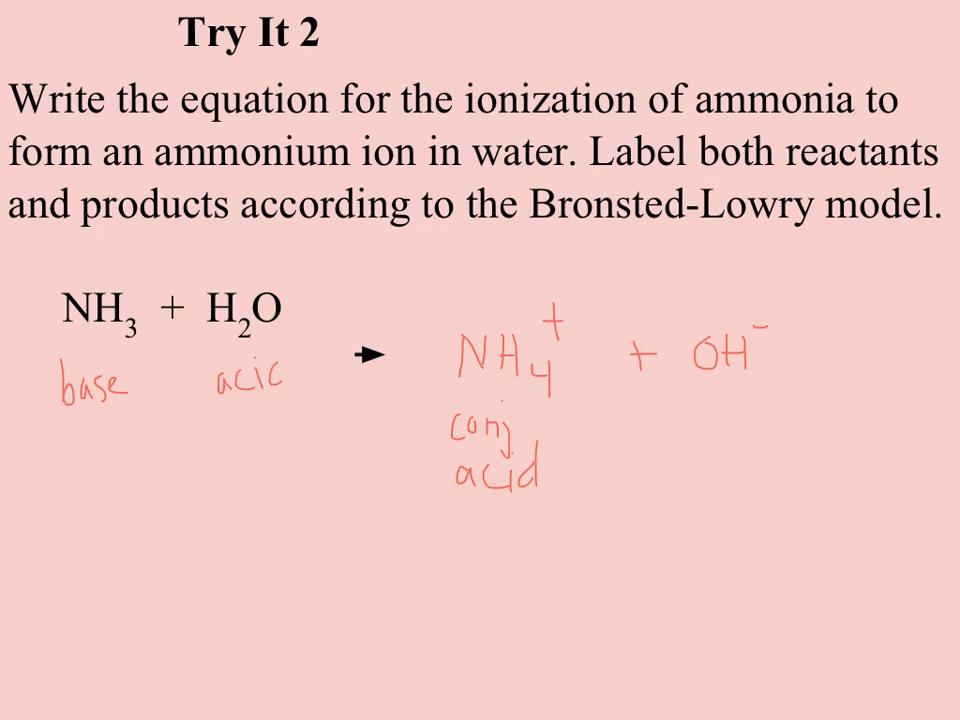 Try It 2
Write the equation for the ionization of ammonia to
form an ammonium ion in water. Label both reactants
and products according to the Bronsted-Lowry model.
NH₃ + H₂O → NH₄⁺ + OH⁻
base acic
conj
acid